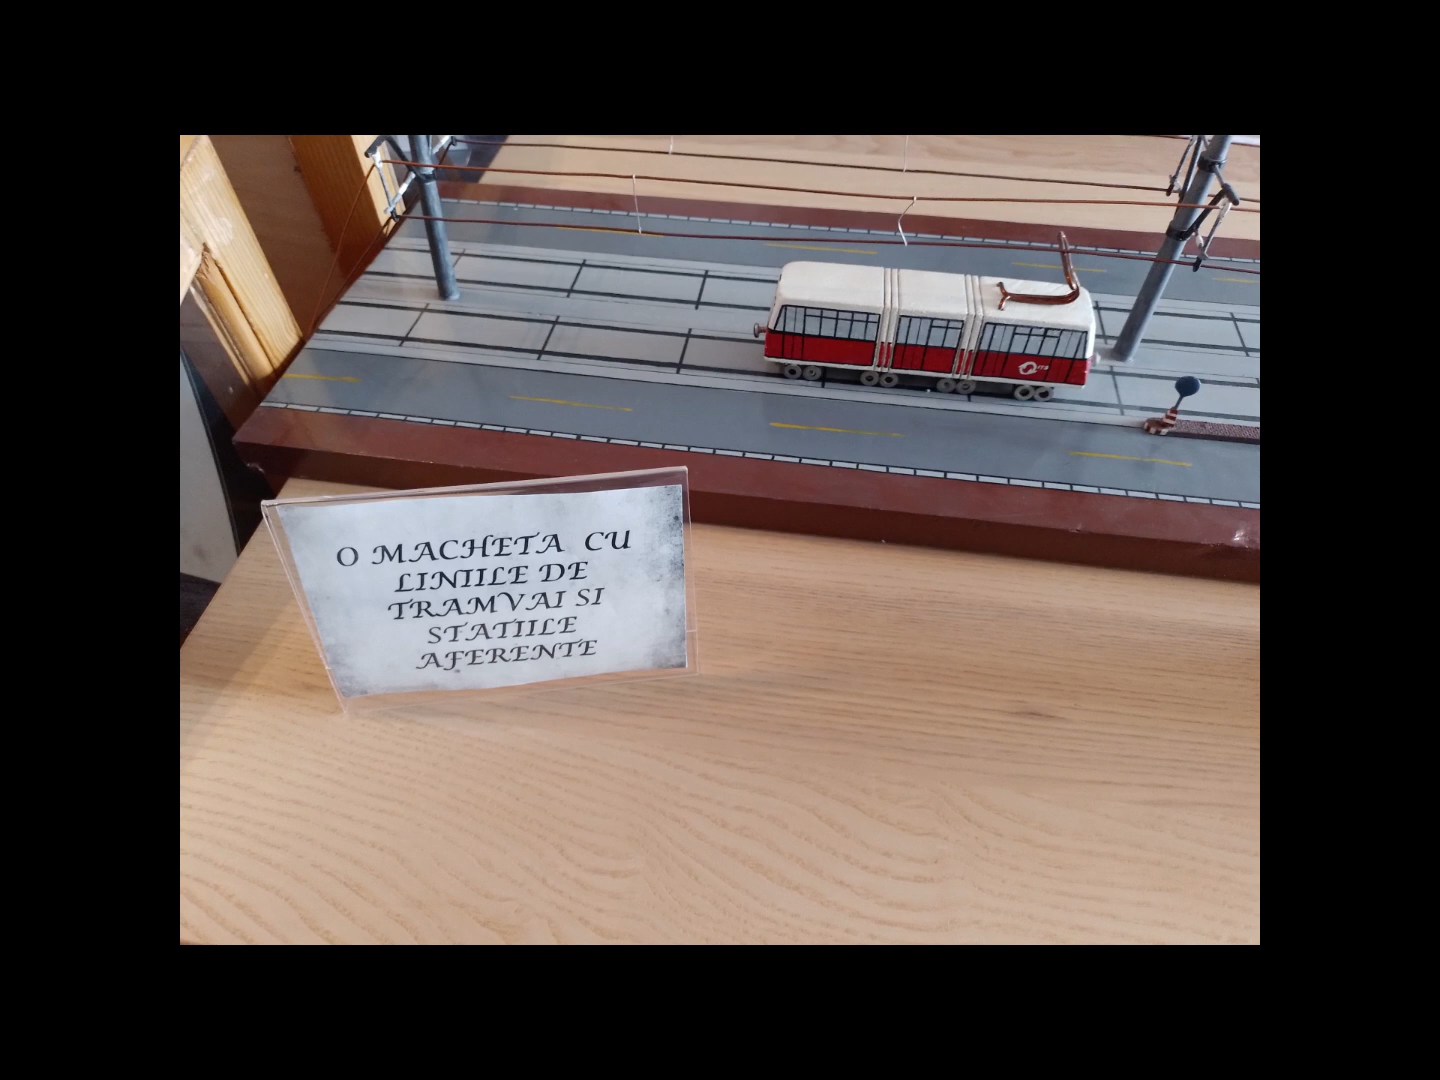 O MACHETA CU
LINIILE DE
TRAMVAI SI
STATIILE
AFERENTE